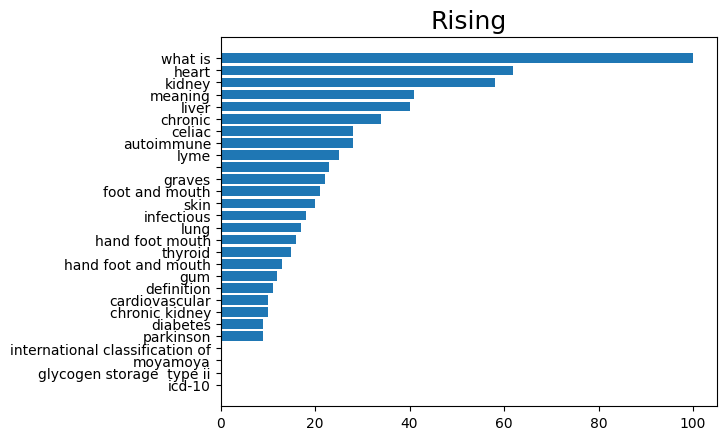 Rising
what is
heart
kidney
meaning
liver
chronic
celiac
autoimmune
lyme
graves
foot and mouth
skin
infectious
lung
hand foot mouth
thyroid
hand foot and mouth
gum
definition
cardiovascular
chronic kidney
diabetes
parkinson
international classification of
moyamoya
glycogen storage  type ii
icd-10
0 20 40 60 80 100